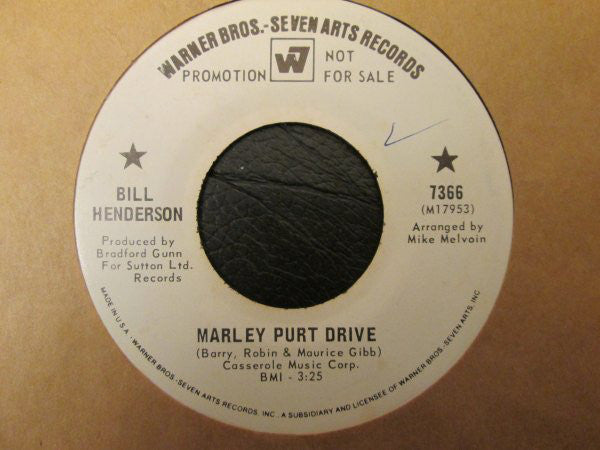 WARNER BROS.-SEVEN ARTS RECORDS
W7
PROMOTION NOT FOR SALE
BILL
HENDERSON
Produced by
Bradford Gunn
For Sutton Ltd.
Records
7366
(M17953)
Arranged by
Mike Melvoin
MARLEY PURT DRIVE
(Barry, Robin & Maurice Gibb)
Casserole Music Corp.
BMI - 3:25
MADE IN U.S.A. • WARNER BROS.-SEVEN ARTS RECORDS, INC., A SUBSIDIARY AND LICENSEE OF WARNER BROS.-SEVEN ARTS, INC.